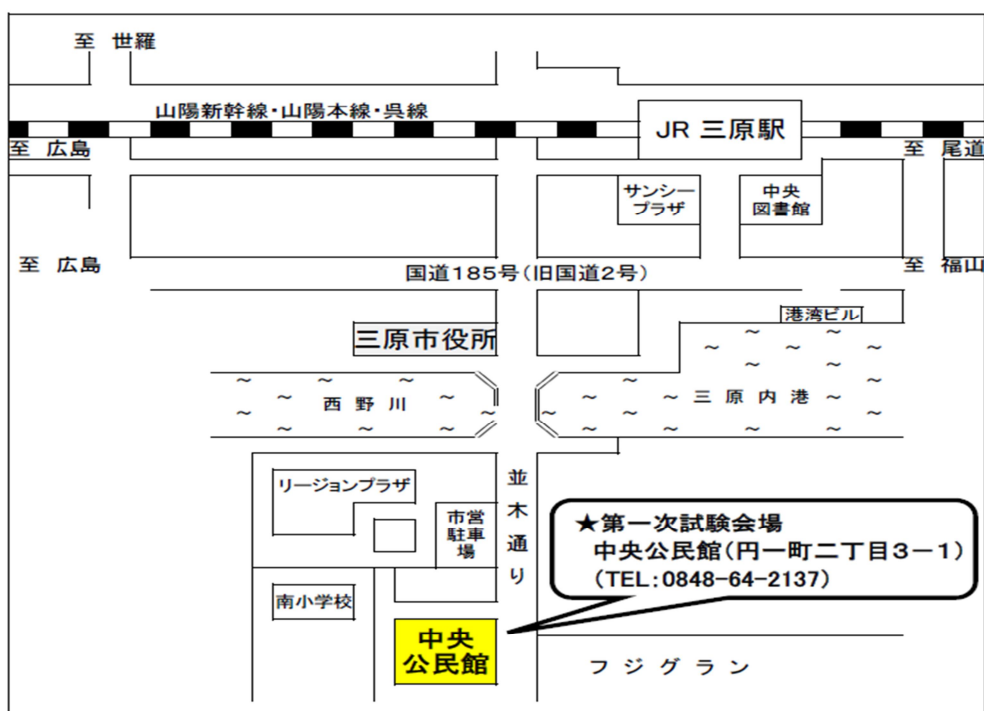 至 世羅
山陽新幹線・山陽本線・呉線
JR 三原駅
至 広島
至 尾道
サンシー
プラザ
中央
図書館
至 広島
国道185号(旧国道2号)
至 福山
港湾ビル
三原市役所
西野川
三原内港
リージョンプラザ
並木通り
市営
駐車
場
★第一次試験会場
中央公民館(円一町二丁目3-1)
(TEL:0848-64-2137)
南小学校
中央
公民館
フジグラン